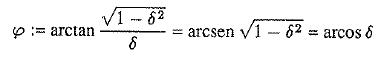 φ := arctan √(1 − δ²) / δ = arcsen √(1 − δ²) = arcos δ